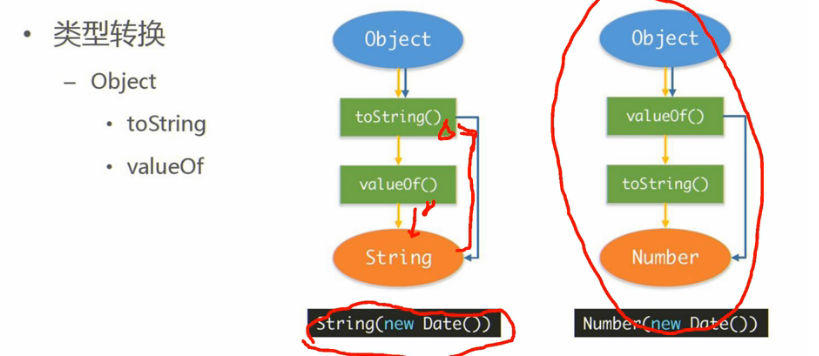 • 类型转换
– Object
• toString
• valueOf
Object
toString()
valueOf()
String
String(new Date())
Object
valueOf()
toString()
Number
Number(new Date())